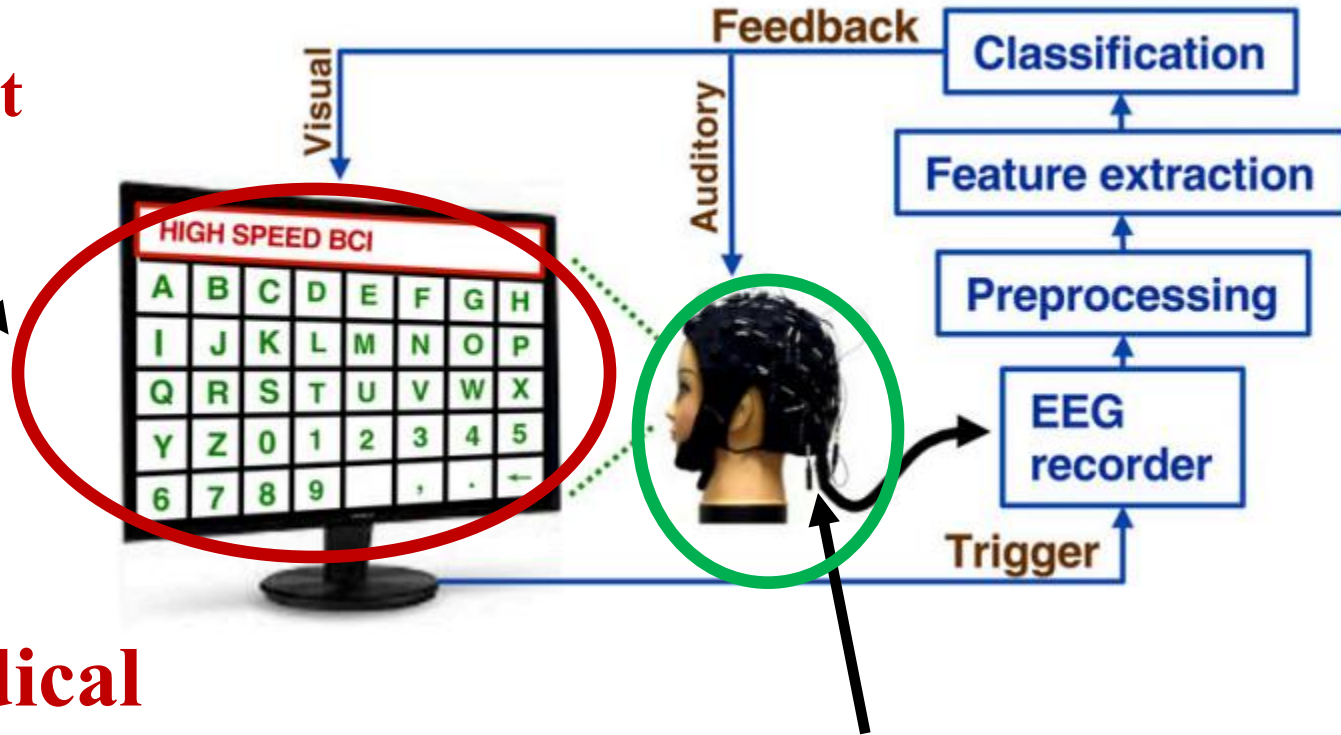 Feedback
Classification
t
Visual
Auditory
Feature extraction
HIGH SPEED BCI
A B C D E F G H
I J K L M N O P
Q R S T U V W X
Y Z 0 1 2 3 4 5
6 7 8 9 , . ←
Preprocessing
EEG
recorder
Trigger
dical